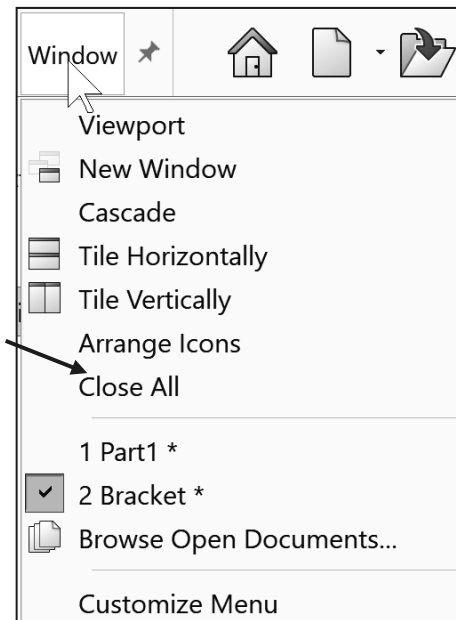 Window
Viewport
New Window
Cascade
Tile Horizontally
Tile Vertically
Arrange Icons
Close All
1 Part1 *
2 Bracket *
Browse Open Documents...
Customize Menu